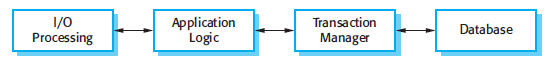 I/O
Processing
Application
Logic
Transaction
Manager
Database